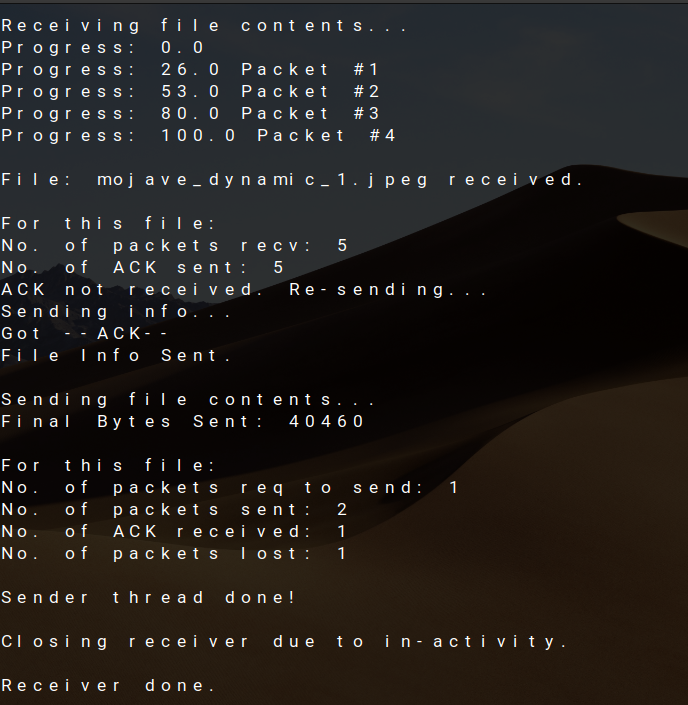 Receiving file contents...
Progress: 0.0
Progress: 26.0 Packet #1
Progress: 53.0 Packet #2
Progress: 80.0 Packet #3
Progress: 100.0 Packet #4
File: mojave_dynamic_1.jpeg received.
For this file:
No. of packets recv: 5
No. of ACK sent: 5
ACK not received. Re-sending...
Sending info...
Got --ACK--
File Info Sent.
Sending file contents...
Final Bytes Sent: 40460
For this file:
No. of packets req to send: 1
No. of packets sent: 2
No. of ACK received: 1
No. of packets lost: 1
Sender thread done!
Closing receiver due to in-activity.
Receiver done.